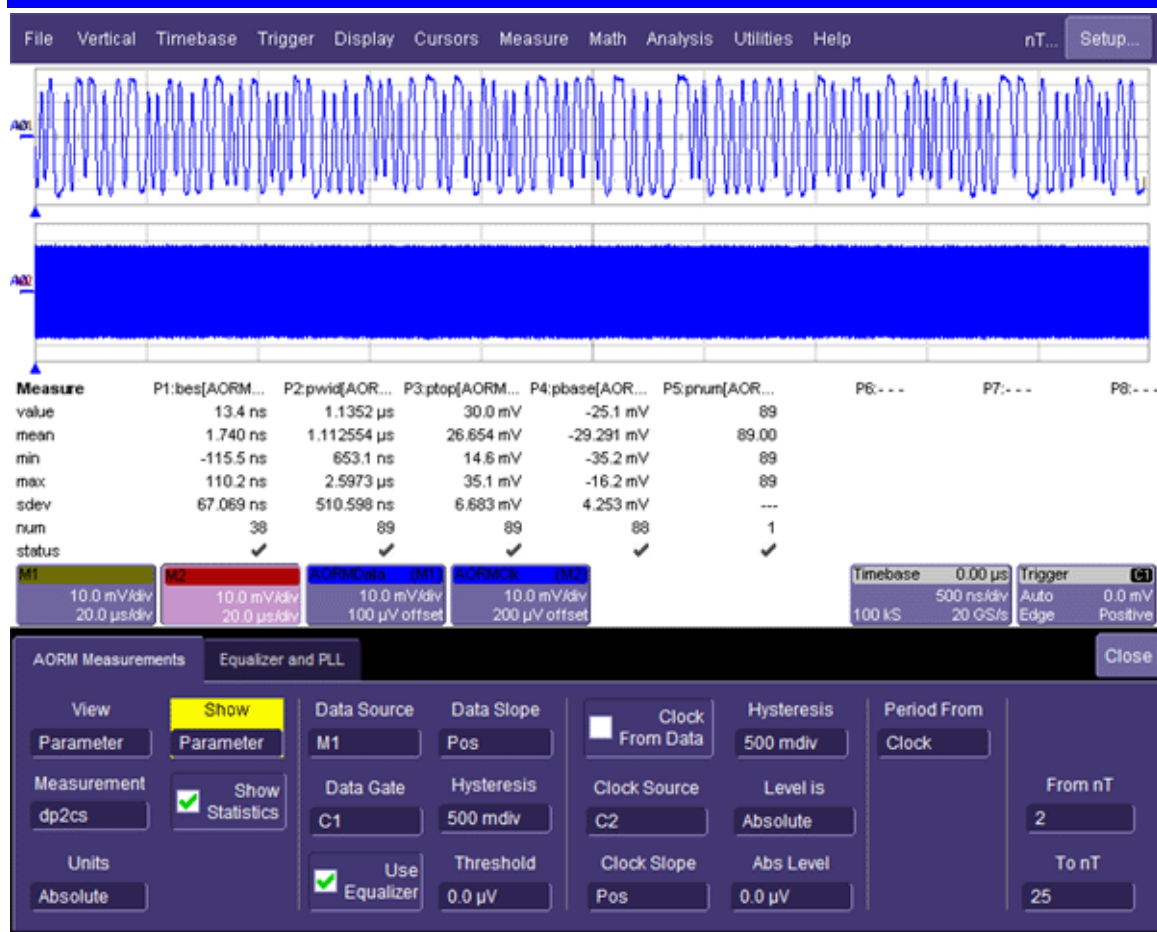 File Vertical Timebase Trigger Display Cursors Measure Math Analysis Utilities Help nT... Setup...
Measure P1:bes[AORM... P2:pwid[AOR... P3:ptop[AORM... P4:pbase[AOR... P5:pnum[AOR... P6:- - - P7:- - - P8:- - -
value 13.4 ns 1.1352 µs 30.0 mV -25.1 mV 89
mean 1.740 ns 1.112554 µs 26.654 mV -29.291 mV 89.00
min -115.5 ns 653.1 ns 14.6 mV -35.2 mV 89
max 110.2 ns 2.5973 µs 35.1 mV -16.2 mV 89
sdev 67.069 ns 510.598 ns 6.683 mV 4.253 mV ---
num 38 89 89 88 1
status
M1 M2 AORMData (M1) AORMClk (M2) Timebase 0.00 µs Trigger C1
10.0 mV/div 10.0 mV/div 10.0 mV/div 10.0 mV/div 500 ns/div Auto 0.0 mV
20.0 µs/div 20.0 µs/div 100 µV offset 200 µV offset 100 kS 20 GS/s Edge Positive
AORM Measurements Equalizer and PLL Close
View Show Data Source Data Slope Clock From Data Hysteresis Period From
Parameter Parameter M1 Pos 500 mdiv Clock
Measurement Show Statistics Data Gate Hysteresis Clock Source Level is From nT
dp2cs C1 500 mdiv C2 Absolute 2
Units Use Equalizer Threshold Clock Slope Abs Level To nT
Absolute 0.0 µV Pos 0.0 µV 25